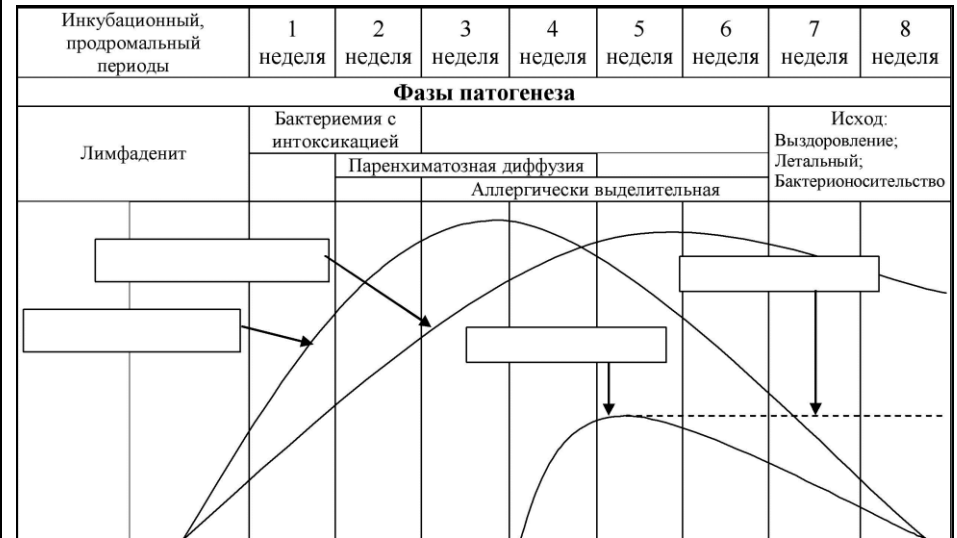 Инкубационный,
продромальный
периоды
1
неделя
2
неделя
3
неделя
4
неделя
5
неделя
6
неделя
7
неделя
8
неделя
Фазы патогенеза
Лимфаденит
Бактериемия с
интоксикацией
Паренхиматозная диффузия
Аллергически выделительная
Исход:
Выздоровление;
Летальный;
Бактерионосительство